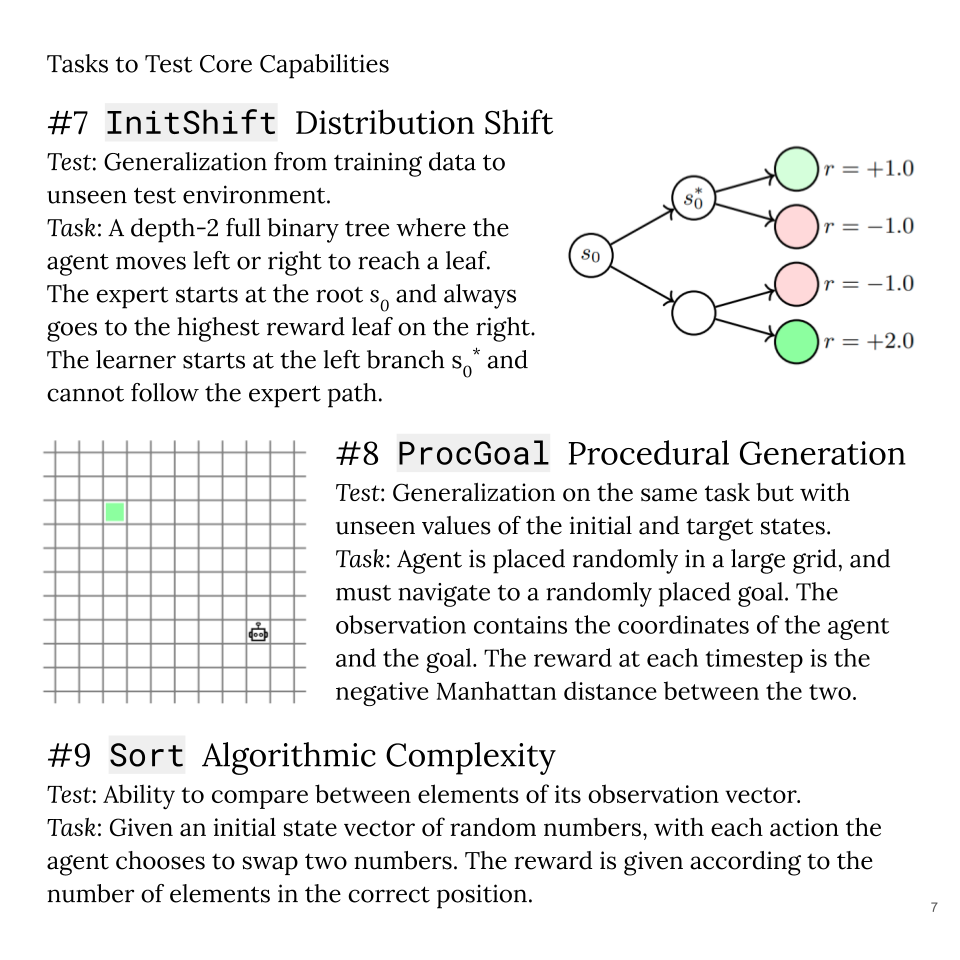 Tasks to Test Core Capabilities
#7 InitShift Distribution Shift
Test: Generalization from training data to
unseen test environment.
Task: A depth-2 full binary tree where the
agent moves left or right to reach a leaf.
The expert starts at the root s₀ and always
goes to the highest reward leaf on the right.
The learner starts at the left branch s₀* and
cannot follow the expert path.
s₀
s₀*
r = +1.0
r = −1.0
r = −1.0
r = +2.0
#8 ProcGoal Procedural Generation
Test: Generalization on the same task but with
unseen values of the initial and target states.
Task: Agent is placed randomly in a large grid, and
must navigate to a randomly placed goal. The
observation contains the coordinates of the agent
and the goal. The reward at each timestep is the
negative Manhattan distance between the two.
#9 Sort Algorithmic Complexity
Test: Ability to compare between elements of its observation vector.
Task: Given an initial state vector of random numbers, with each action the
agent chooses to swap two numbers. The reward is given according to the
number of elements in the correct position.
7